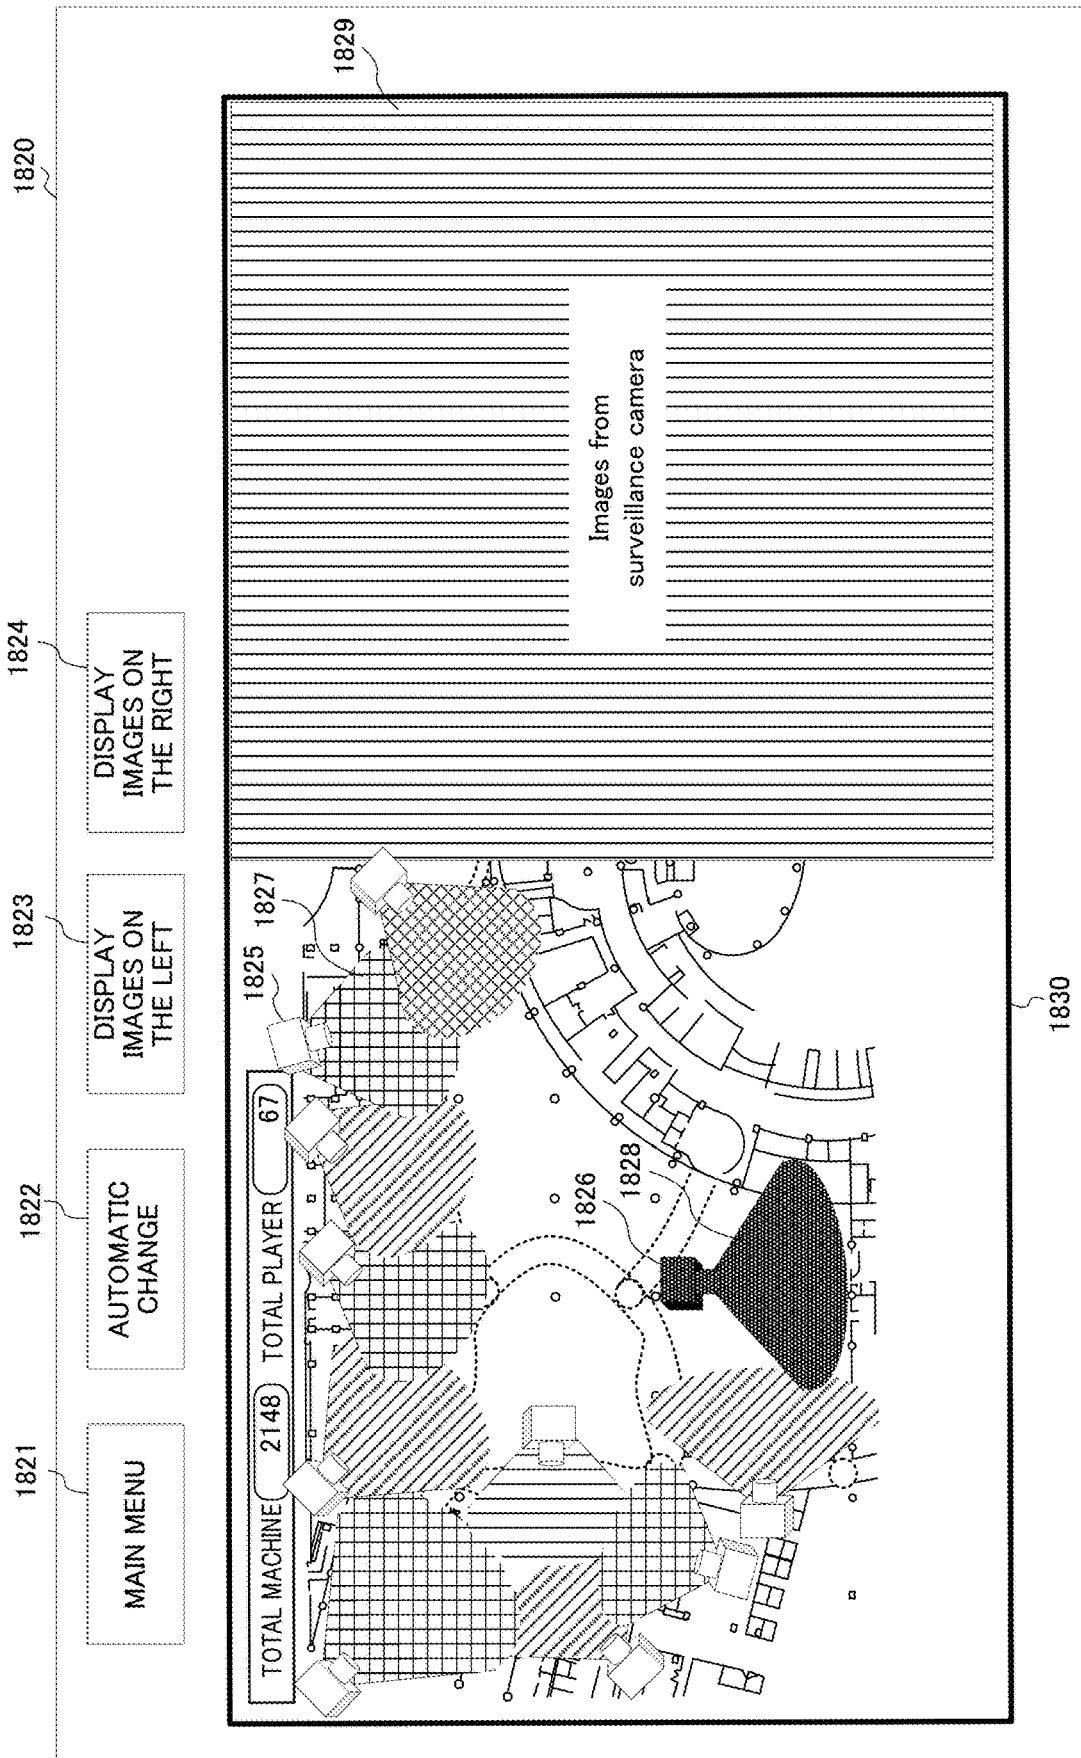 1820
1821
MAIN MENU
1822
AUTOMATIC
CHANGE
1823
DISPLAY
IMAGES ON
THE LEFT
1824
DISPLAY
IMAGES ON
THE RIGHT
TOTAL MACHINE 2148 TOTAL PLAYER 67
1825
1827
1829
Images from
surveillance camera
1826
1828
1830